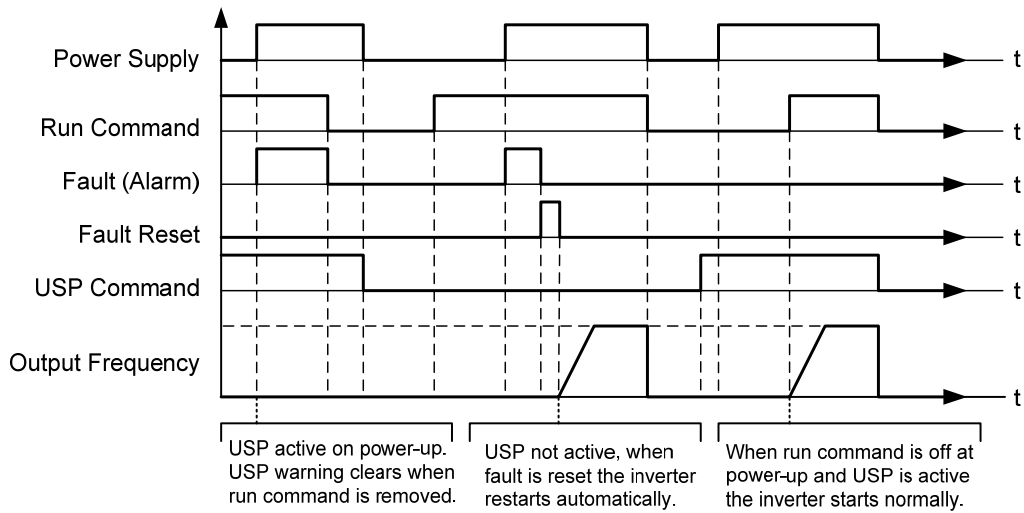 Power Supply
t
Run Command
t
Fault (Alarm)
t
Fault Reset
t
USP Command
t
Output Frequency
t
USP active on power-up.
USP warning clears when
run command is removed.
USP not active, when
fault is reset the inverter
restarts automatically.
When run command is off at
power-up and USP is active
the inverter starts normally.